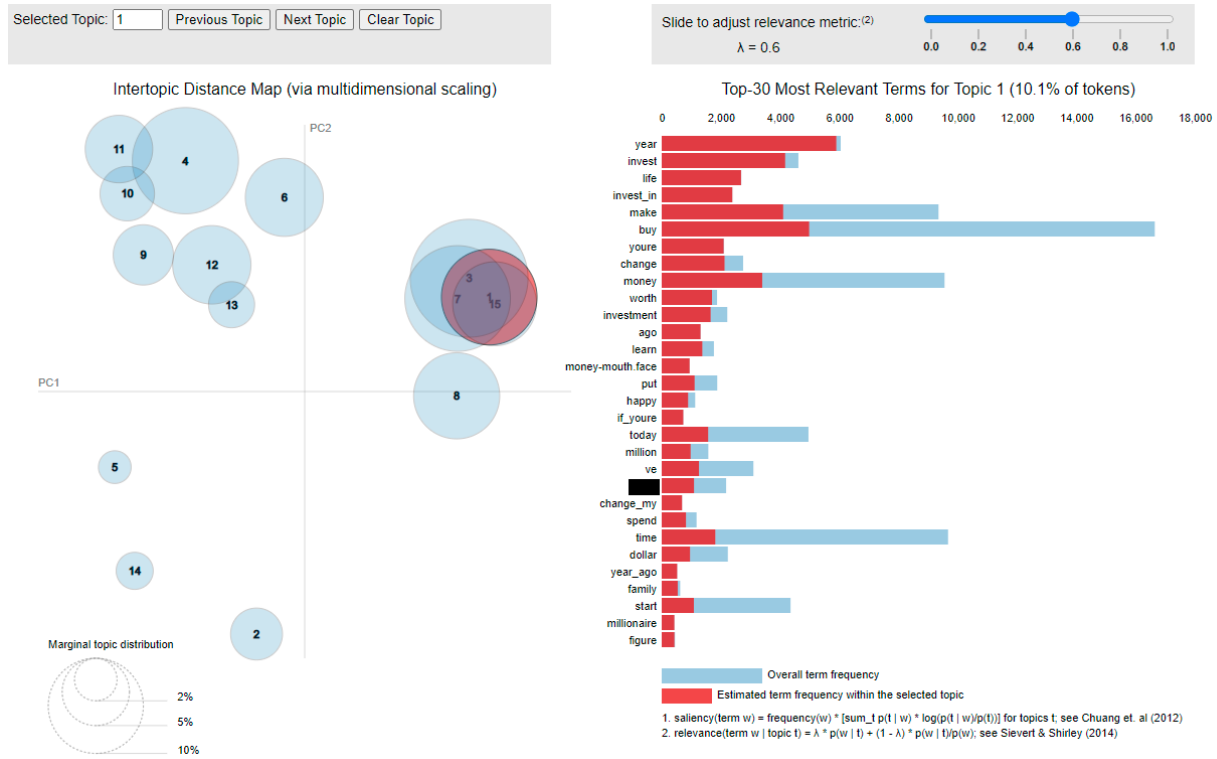 Selected Topic: 1 Previous Topic Next Topic Clear Topic
Slide to adjust relevance metric:(2)
λ = 0.6
0.0 0.2 0.4 0.6 0.8 1.0
Intertopic Distance Map (via multidimensional scaling)
PC2
PC1
11
4
10
6
9
12
13
3
7
1
15
8
5
14
2
Marginal topic distribution
2%
5%
10%
Top-30 Most Relevant Terms for Topic 1 (10.1% of tokens)
0 2,000 4,000 6,000 8,000 10,000 12,000 14,000 16,000 18,000
year
invest
life
invest_in
make
buy
youre
change
money
worth
investment
ago
learn
money-mouth.face
put
happy
if_youre
today
million
ve
change_my
spend
time
dollar
year_ago
family
start
millionaire
figure
Overall term frequency
Estimated term frequency within the selected topic
1. saliency(term w) = frequency(w) * [sum_t p(t | w) * log(p(t | w)/p(t))] for topics t; see Chuang et. al (2012)
2. relevance(term w | topic t) = λ * p(w | t) + (1 - λ) * p(w | t)/p(w); see Sievert & Shirley (2014)